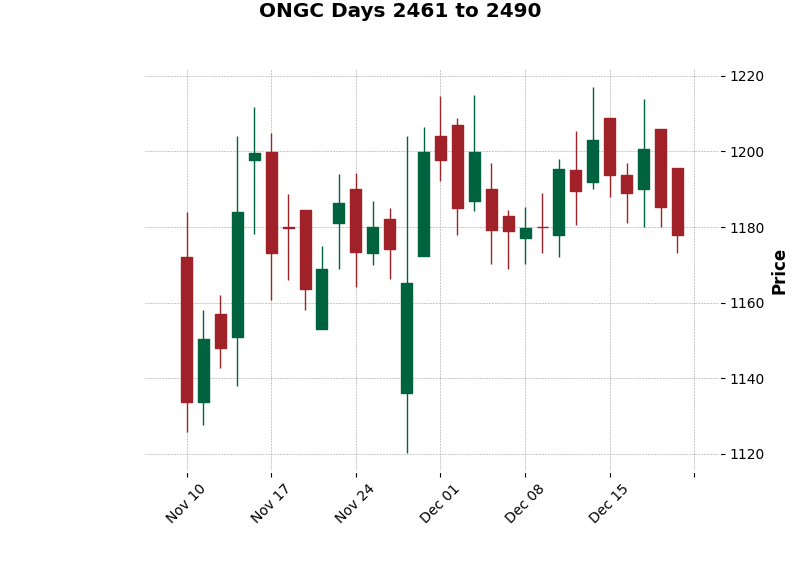 ONGC Days 2461 to 2490
1220
1200
1180
1160
1140
1120
Price
Nov 10
Nov 17
Nov 24
Dec 01
Dec 08
Dec 15